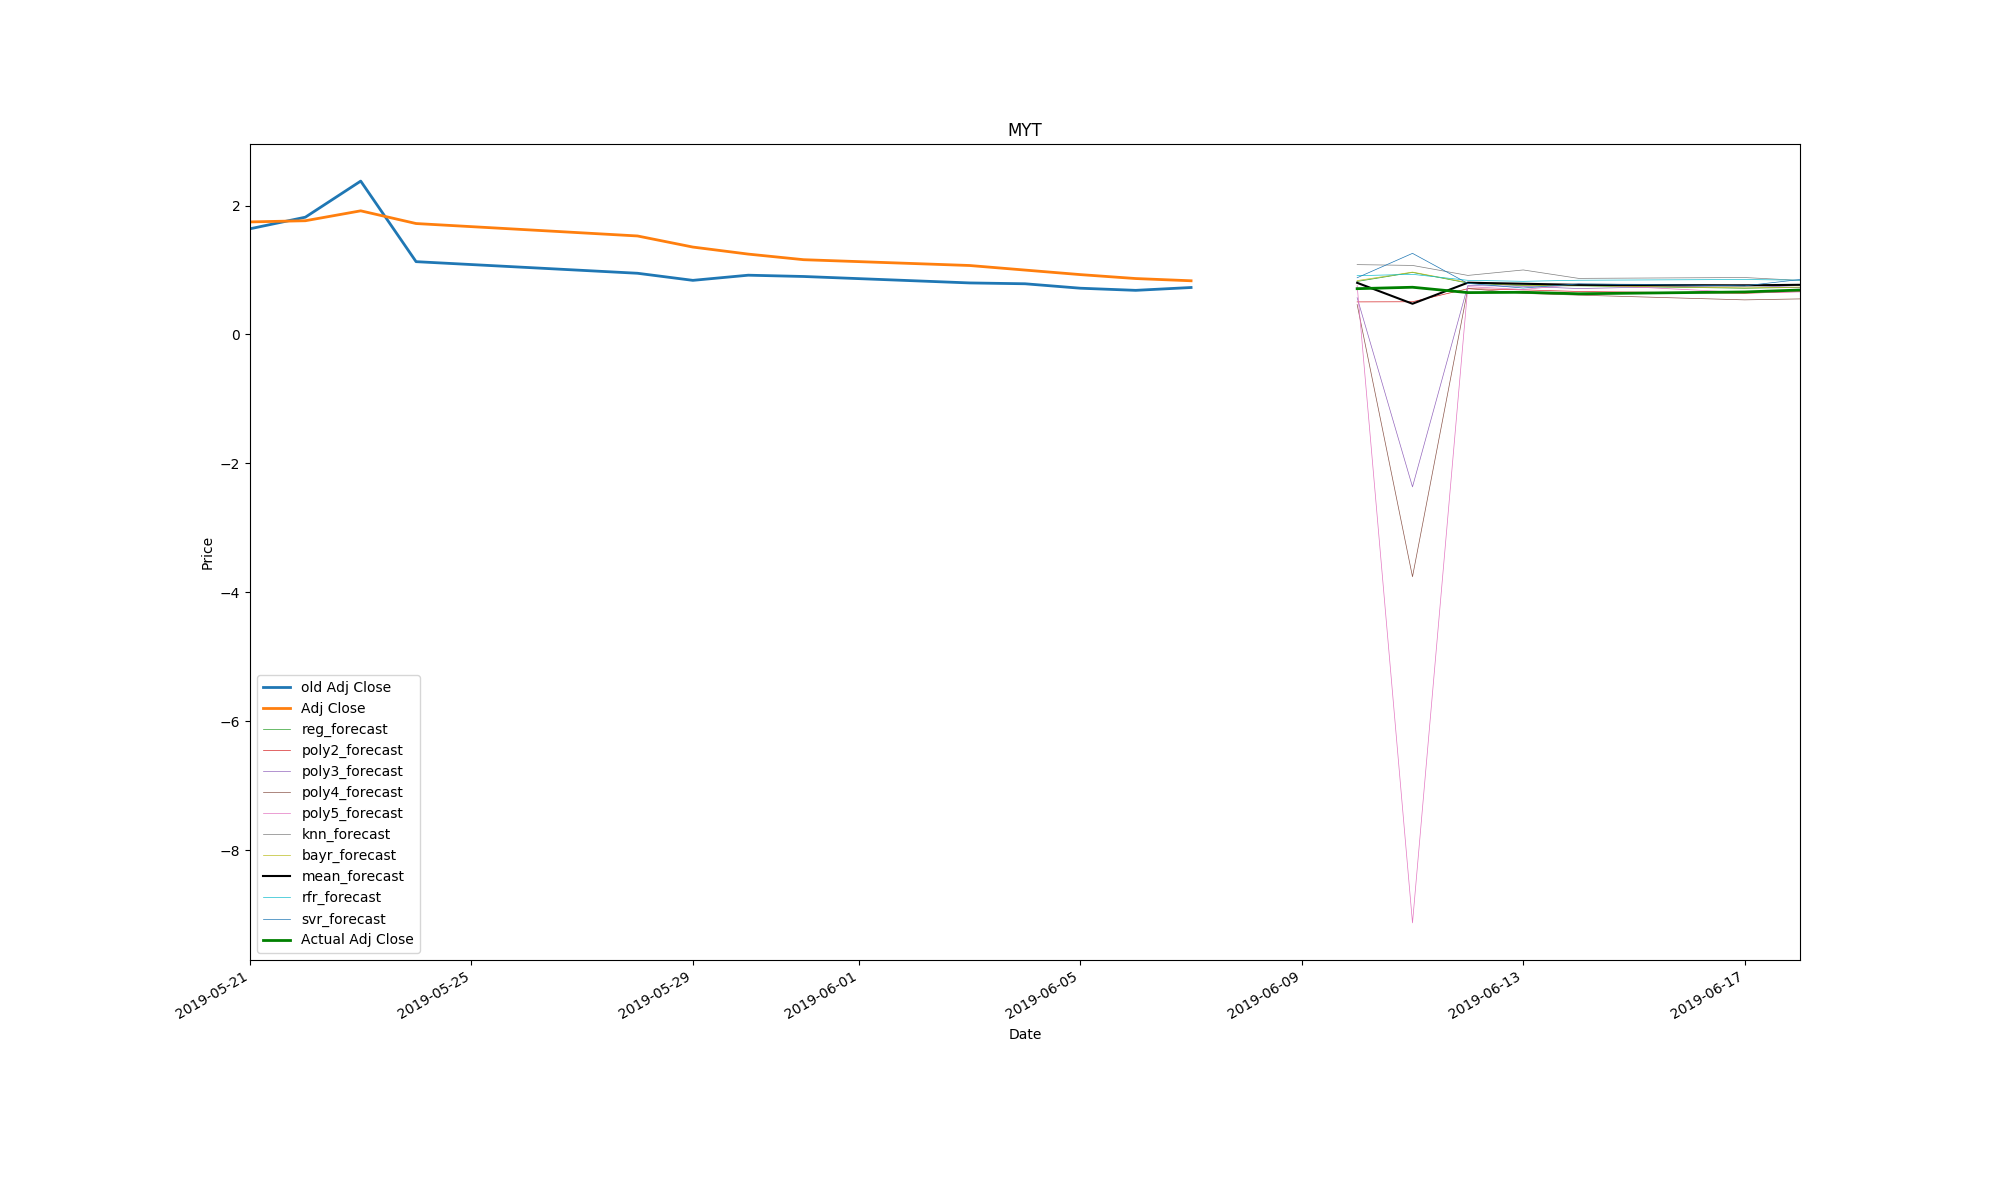 MYT
2
0
−2
−4
−6
−8
Price
old Adj Close
Adj Close
reg_forecast
poly2_forecast
poly3_forecast
poly4_forecast
poly5_forecast
knn_forecast
bayr_forecast
mean_forecast
rfr_forecast
svr_forecast
Actual Adj Close
2019-05-21
2019-05-25
2019-05-29
2019-06-01
2019-06-05
2019-06-09
2019-06-13
2019-06-17
Date